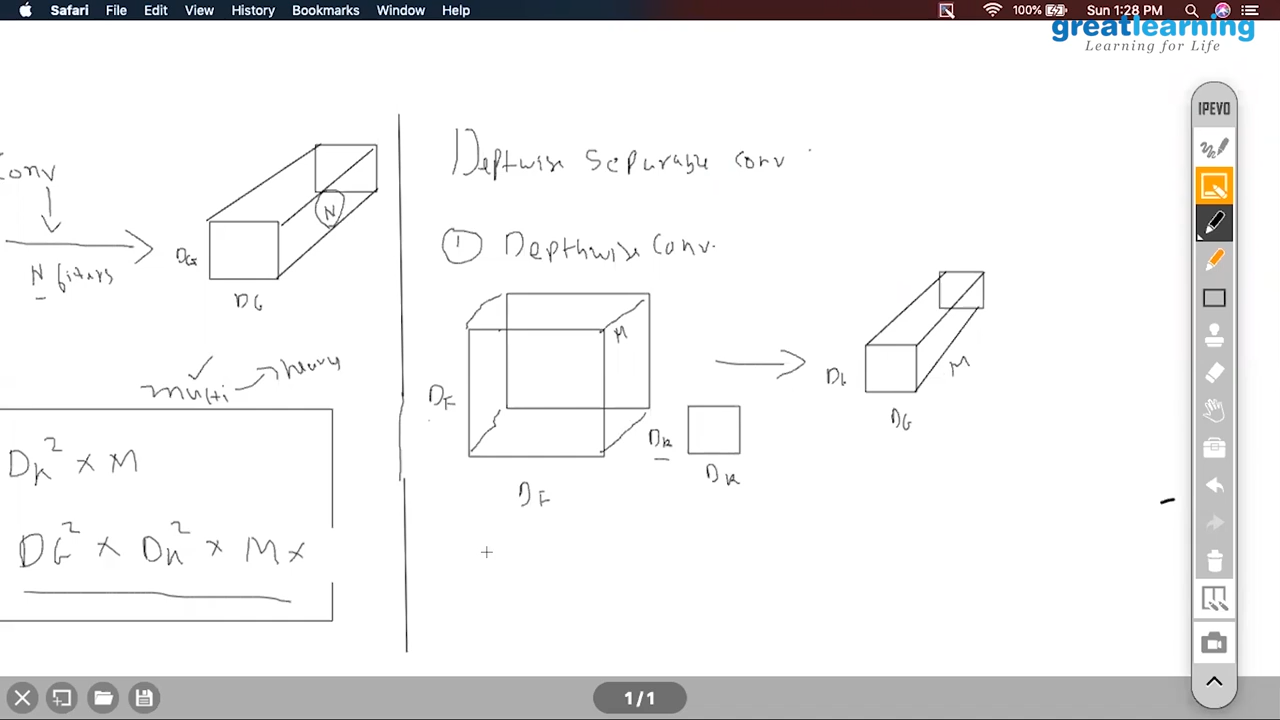 Safari File Edit View History Bookmarks Window Help 100% Sun 1:28 PM
greatlearning
Learning for Life
IPEVO
Conv
N filters
N
DG
DG
multi → heavy
DK² × M
DG² × DK² × M ×
Deptwise Separable conv
① Depthwise Conv.
M
DF
DF
DK
DK
DG
DG
M
1/1